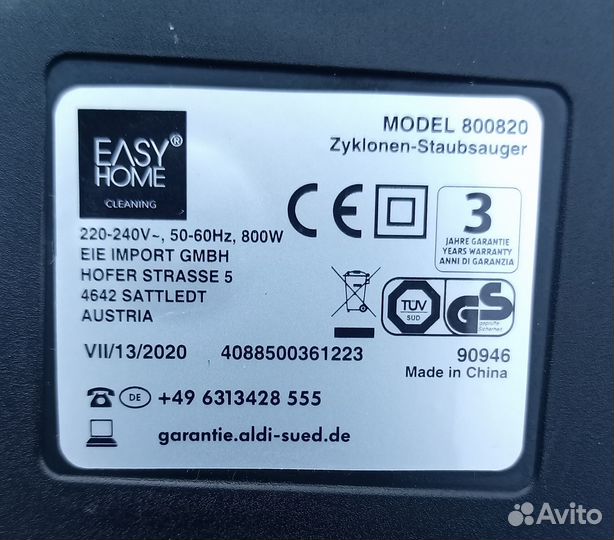 EASY®
HOME
CLEANING
MODEL 800820
Zyklonen-Staubsauger
220-240V~, 50-60Hz, 800W
EIE IMPORT GMBH
HOFER STRASSE 5
4642 SATTLEDT
AUSTRIA
CE
3
JAHRE GARANTIE
YEARS WARRANTY
ANNI DI GARANZIA
TÜV
SÜD
GS
geprüfte
Sicherheit
VII/13/2020 4088500361223 90946
Made in China
DE +49 6313428 555
garantie.aldi-sued.de
Avito